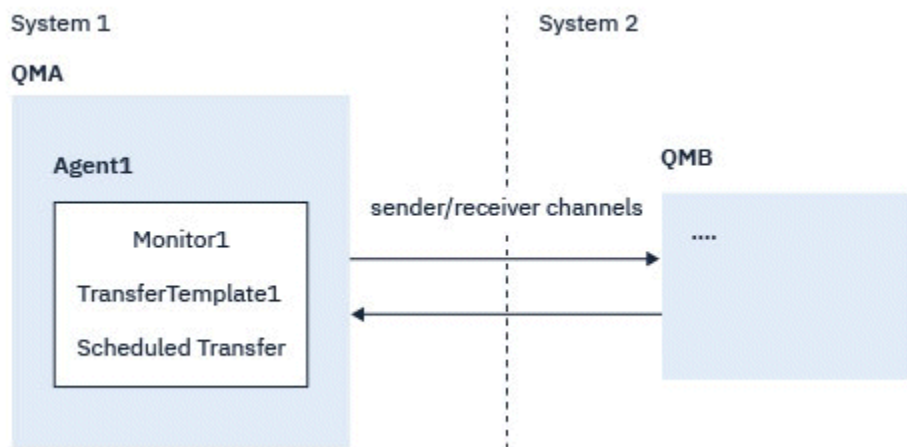 System 1
System 2
QMA
Agent1
QMB
sender/receiver channels
Monitor1
....
TransferTemplate1
Scheduled Transfer